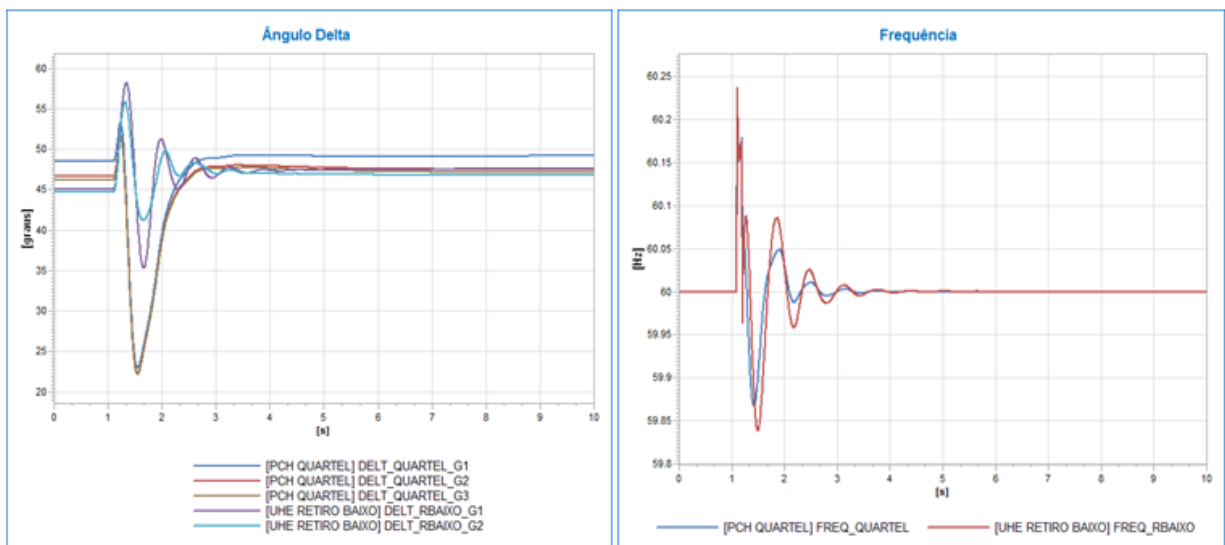 Ângulo Delta
60
55
50
45
40
35
30
25
20
[graus]
0 1 2 3 4 5 6 7 8 9 10
[s]
[PCH QUARTEL] DELT_QUARTEL_G1
[PCH QUARTEL] DELT_QUARTEL_G2
[PCH QUARTEL] DELT_QUARTEL_G3
[UHE RETIRO BAIXO] DELT_RBAIXO_G1
[UHE RETIRO BAIXO] DELT_RBAIXO_G2
Frequência
60.25
60.2
60.15
60.1
60.05
60
59.95
59.9
59.85
59.8
[Hz]
0 1 2 3 4 5 6 7 8 9 10
[s]
[PCH QUARTEL] FREQ_QUARTEL [UHE RETIRO BAIXO] FREQ_RBAIXO